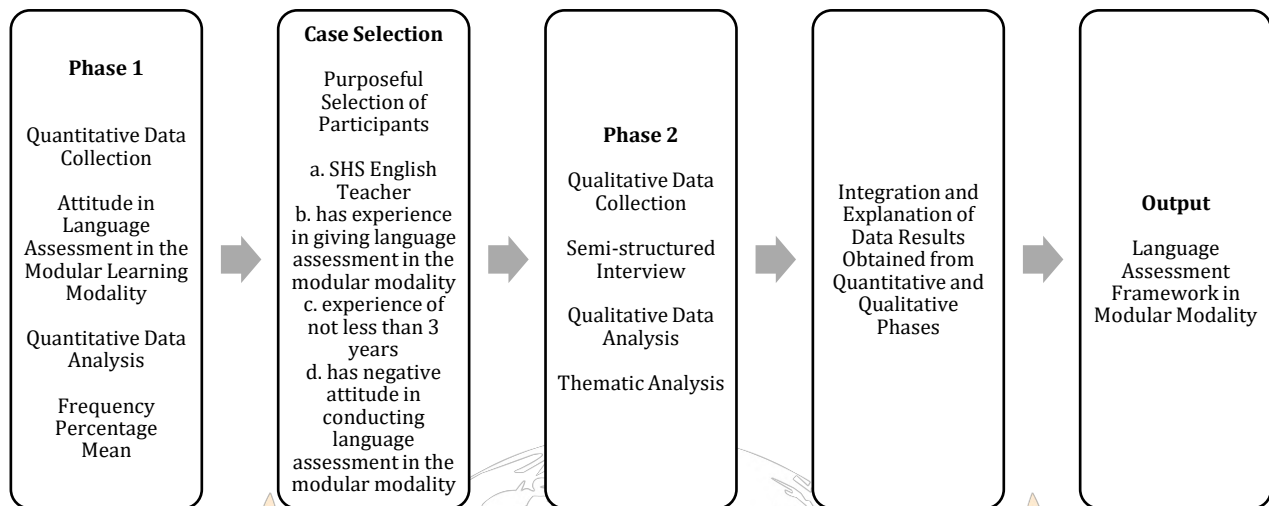 Phase 1
Quantitative Data
Collection
Attitude in
Language
Assessment in the
Modular Learning
Modality
Quantitative Data
Analysis
Frequency
Percentage
Mean
Case Selection
Purposeful
Selection of
Participants
a. SHS English
Teacher
b. has experience
in giving language
assessment in the
modular modality
c. experience of
not less than 3
years
d. has negative
attitude in
conducting
language
assessment in the
modular modality
Phase 2
Qualitative Data
Collection
Semi-structured
Interview
Qualitative Data
Analysis
Thematic Analysis
Integration and
Explanation of
Data Results
Obtained from
Quantitative and
Qualitative
Phases
Output
Language
Assessment
Framework in
Modular Modality